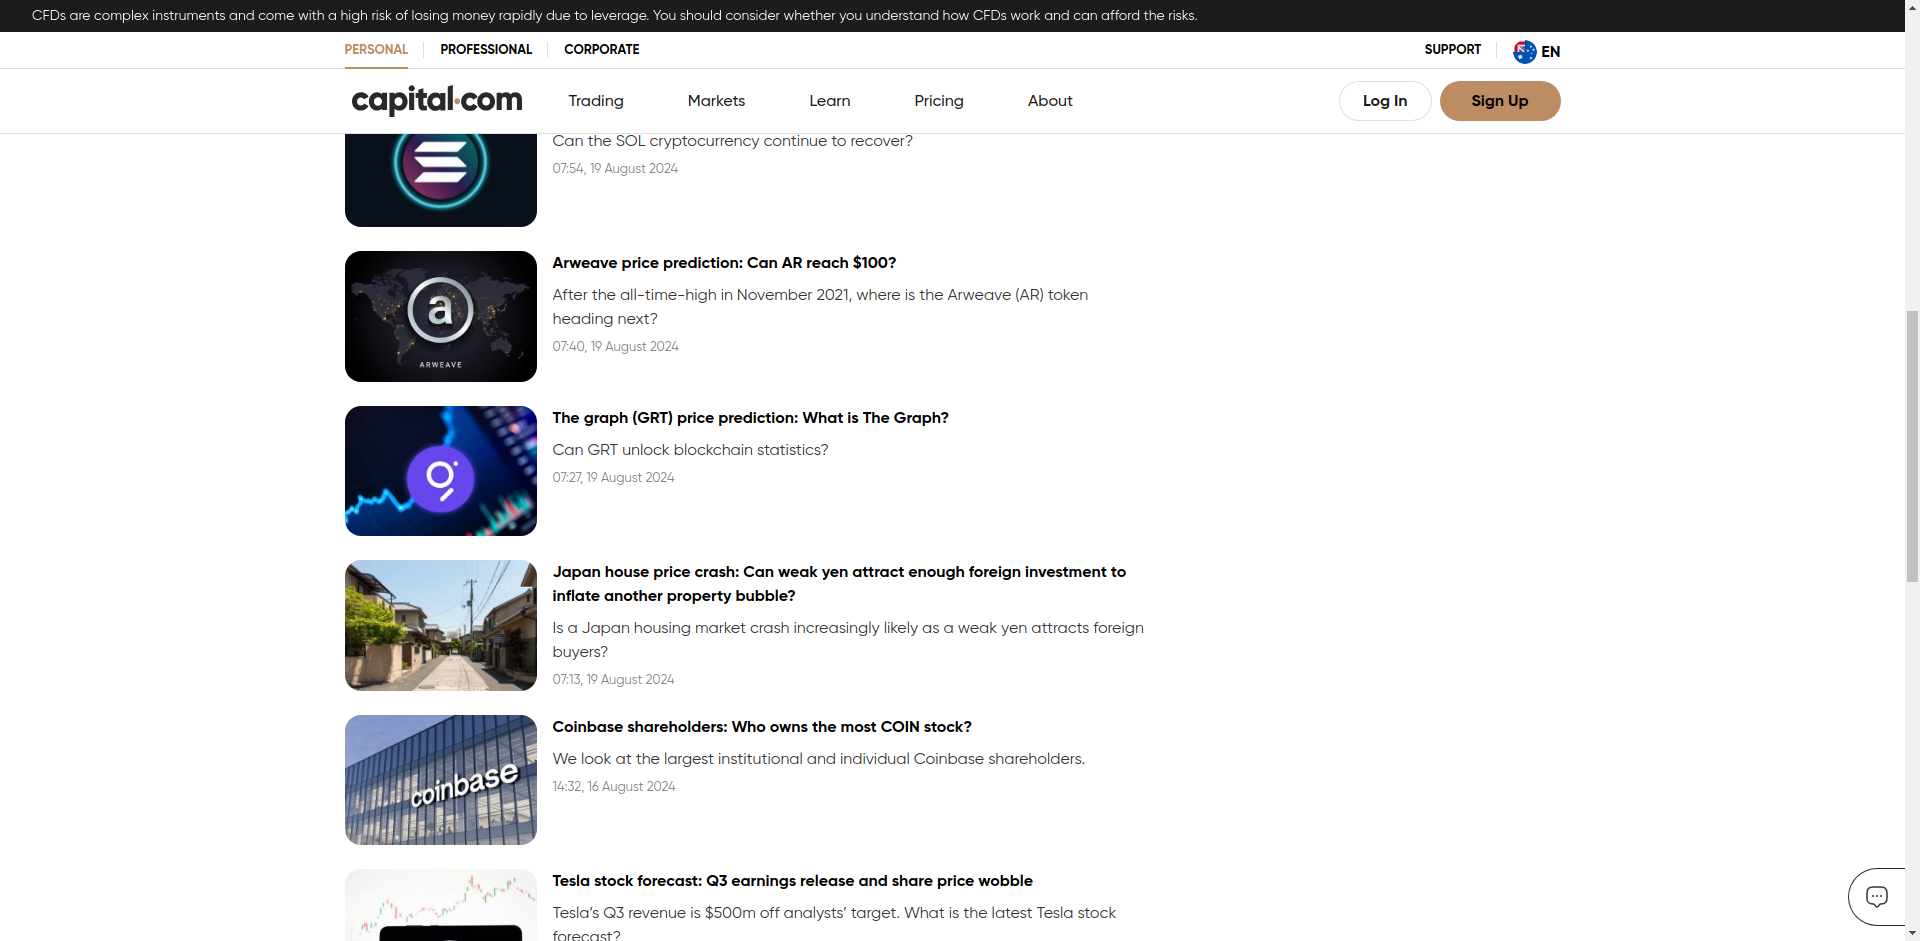 CFDs are complex instruments and come with a high risk of losing money rapidly due to leverage. You should consider whether you understand how CFDs work and can afford the risks.
PERSONAL
PROFESSIONAL
CORPORATE
SUPPORT
EN
capital.com
Trading
Markets
Learn
Pricing
About
Log In
Sign Up
Can the SOL cryptocurrency continue to recover?
07:54, 19 August 2024
a
ARWEAVE
Arweave price prediction: Can AR reach $100?
After the all-time-high in November 2021, where is the Arweave (AR) token
heading next?
07:40, 19 August 2024
The graph (GRT) price prediction: What is The Graph?
Can GRT unlock blockchain statistics?
07:27, 19 August 2024
Japan house price crash: Can weak yen attract enough foreign investment to
inflate another property bubble?
Is a Japan housing market crash increasingly likely as a weak yen attracts foreign
buyers?
07:13, 19 August 2024
coinbase
Coinbase shareholders: Who owns the most COIN stock?
We look at the largest institutional and individual Coinbase shareholders.
14:32, 16 August 2024
Tesla stock forecast: Q3 earnings release and share price wobble
Tesla’s Q3 revenue is $500m off analysts’ target. What is the latest Tesla stock
forecast?